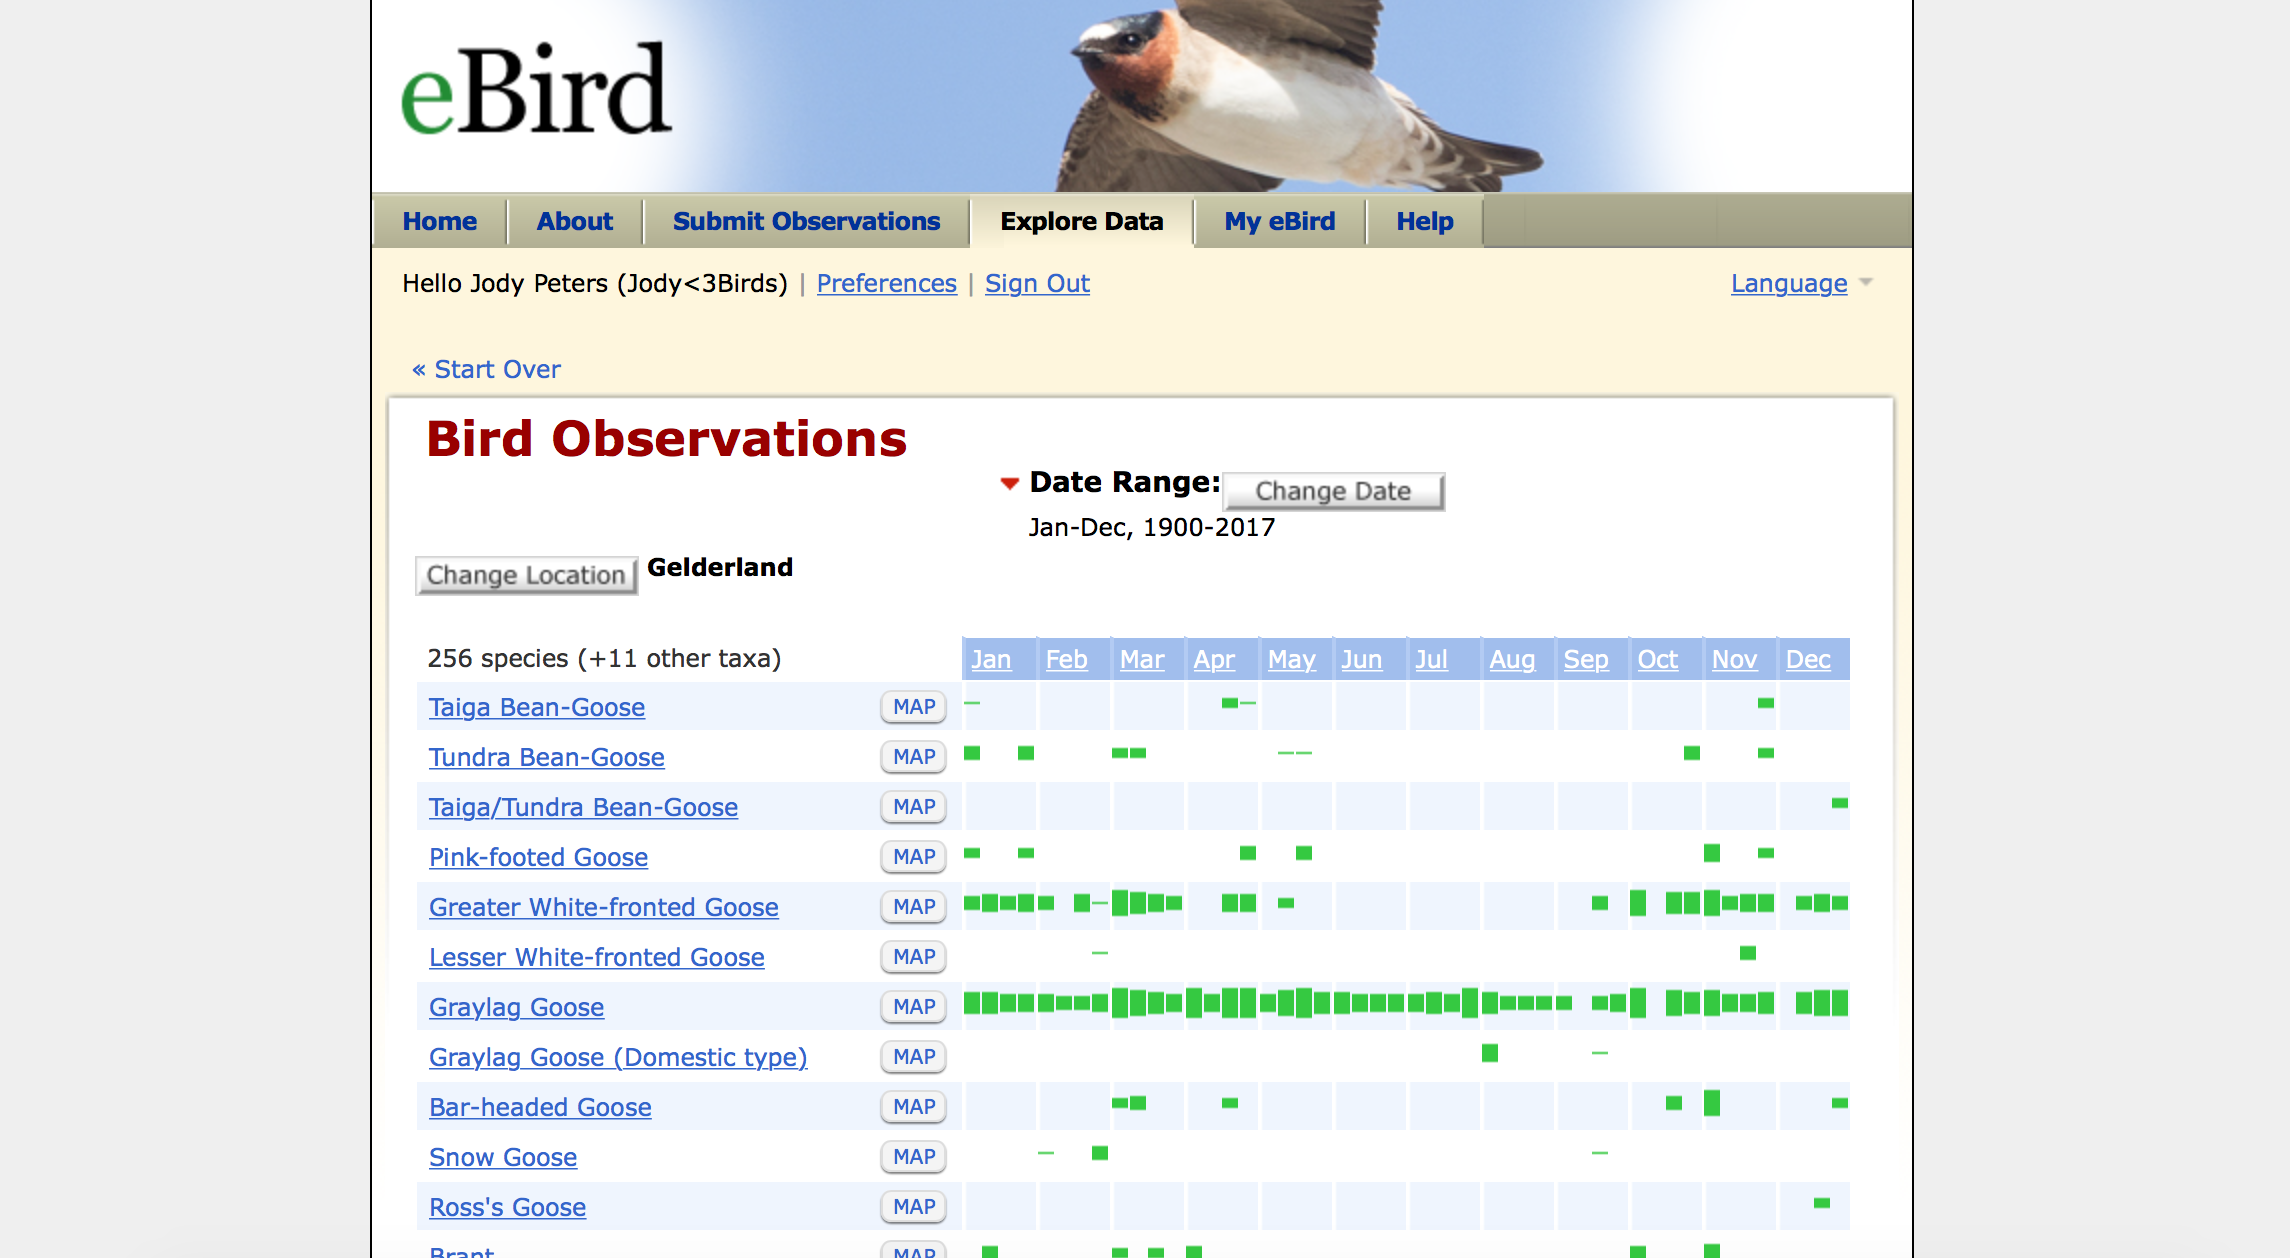 eBird
Home About Submit Observations Explore Data My eBird Help
Hello Jody Peters (Jody<3Birds) | Preferences | Sign Out Language
« Start Over
Bird Observations
Date Range: Change Date
Jan-Dec, 1900-2017
Change Location Gelderland
256 species (+11 other taxa) Jan Feb Mar Apr May Jun Jul Aug Sep Oct Nov Dec
Taiga Bean-Goose MAP
Tundra Bean-Goose MAP
Taiga/Tundra Bean-Goose MAP
Pink-footed Goose MAP
Greater White-fronted Goose MAP
Lesser White-fronted Goose MAP
Graylag Goose MAP
Graylag Goose (Domestic type) MAP
Bar-headed Goose MAP
Snow Goose MAP
Ross's Goose MAP
Brant MAP